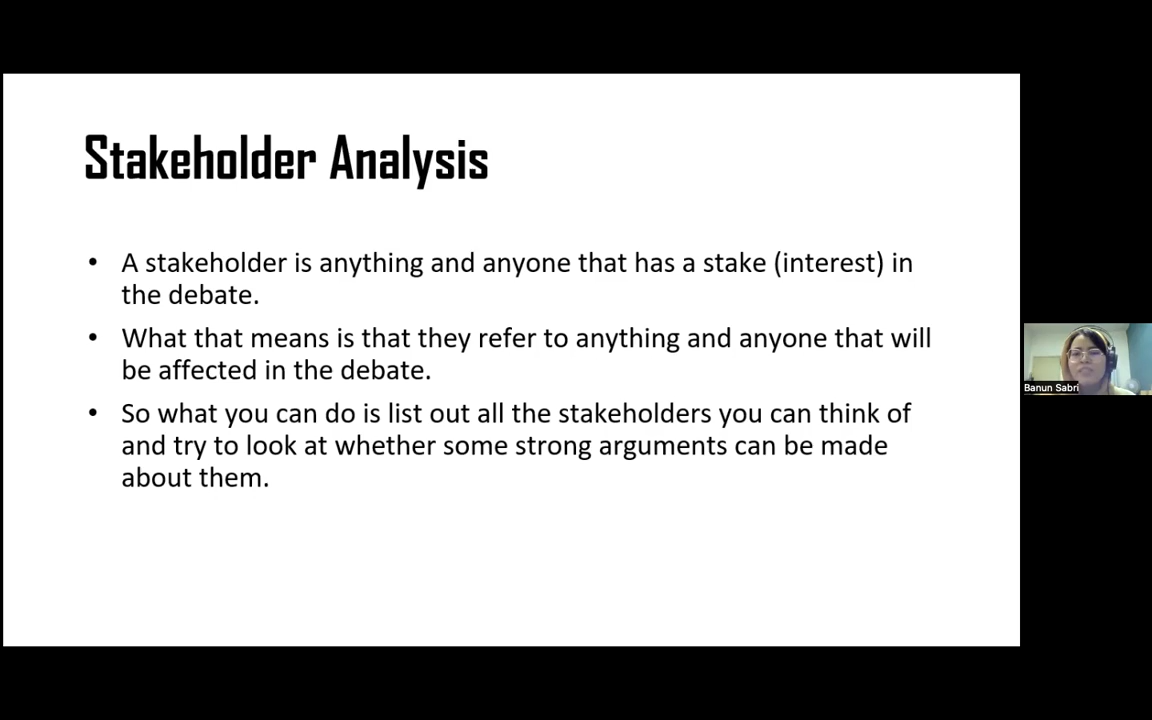 Stakeholder Analysis
• A stakeholder is anything and anyone that has a stake (interest) in
the debate.
• What that means is that they refer to anything and anyone that will
be affected in the debate.
• So what you can do is list out all the stakeholders you can think of
and try to look at whether some strong arguments can be made
about them.
Banun Sabri